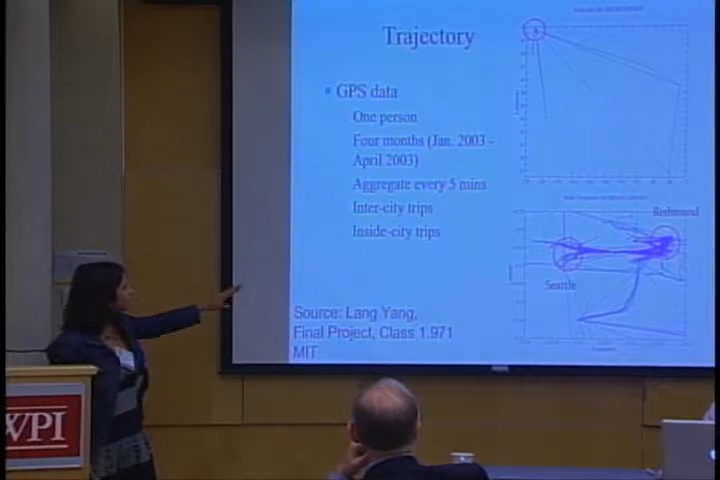 Trajectory
GPS data
One person
Four months (Jan. 2003 -
April 2003)
Aggregate every 5 mins
Inter-city trips
Inside-city trips
Source: Lang Yang,
Final Project, Class 1.971
MIT
Redmond
Seattle
WPI